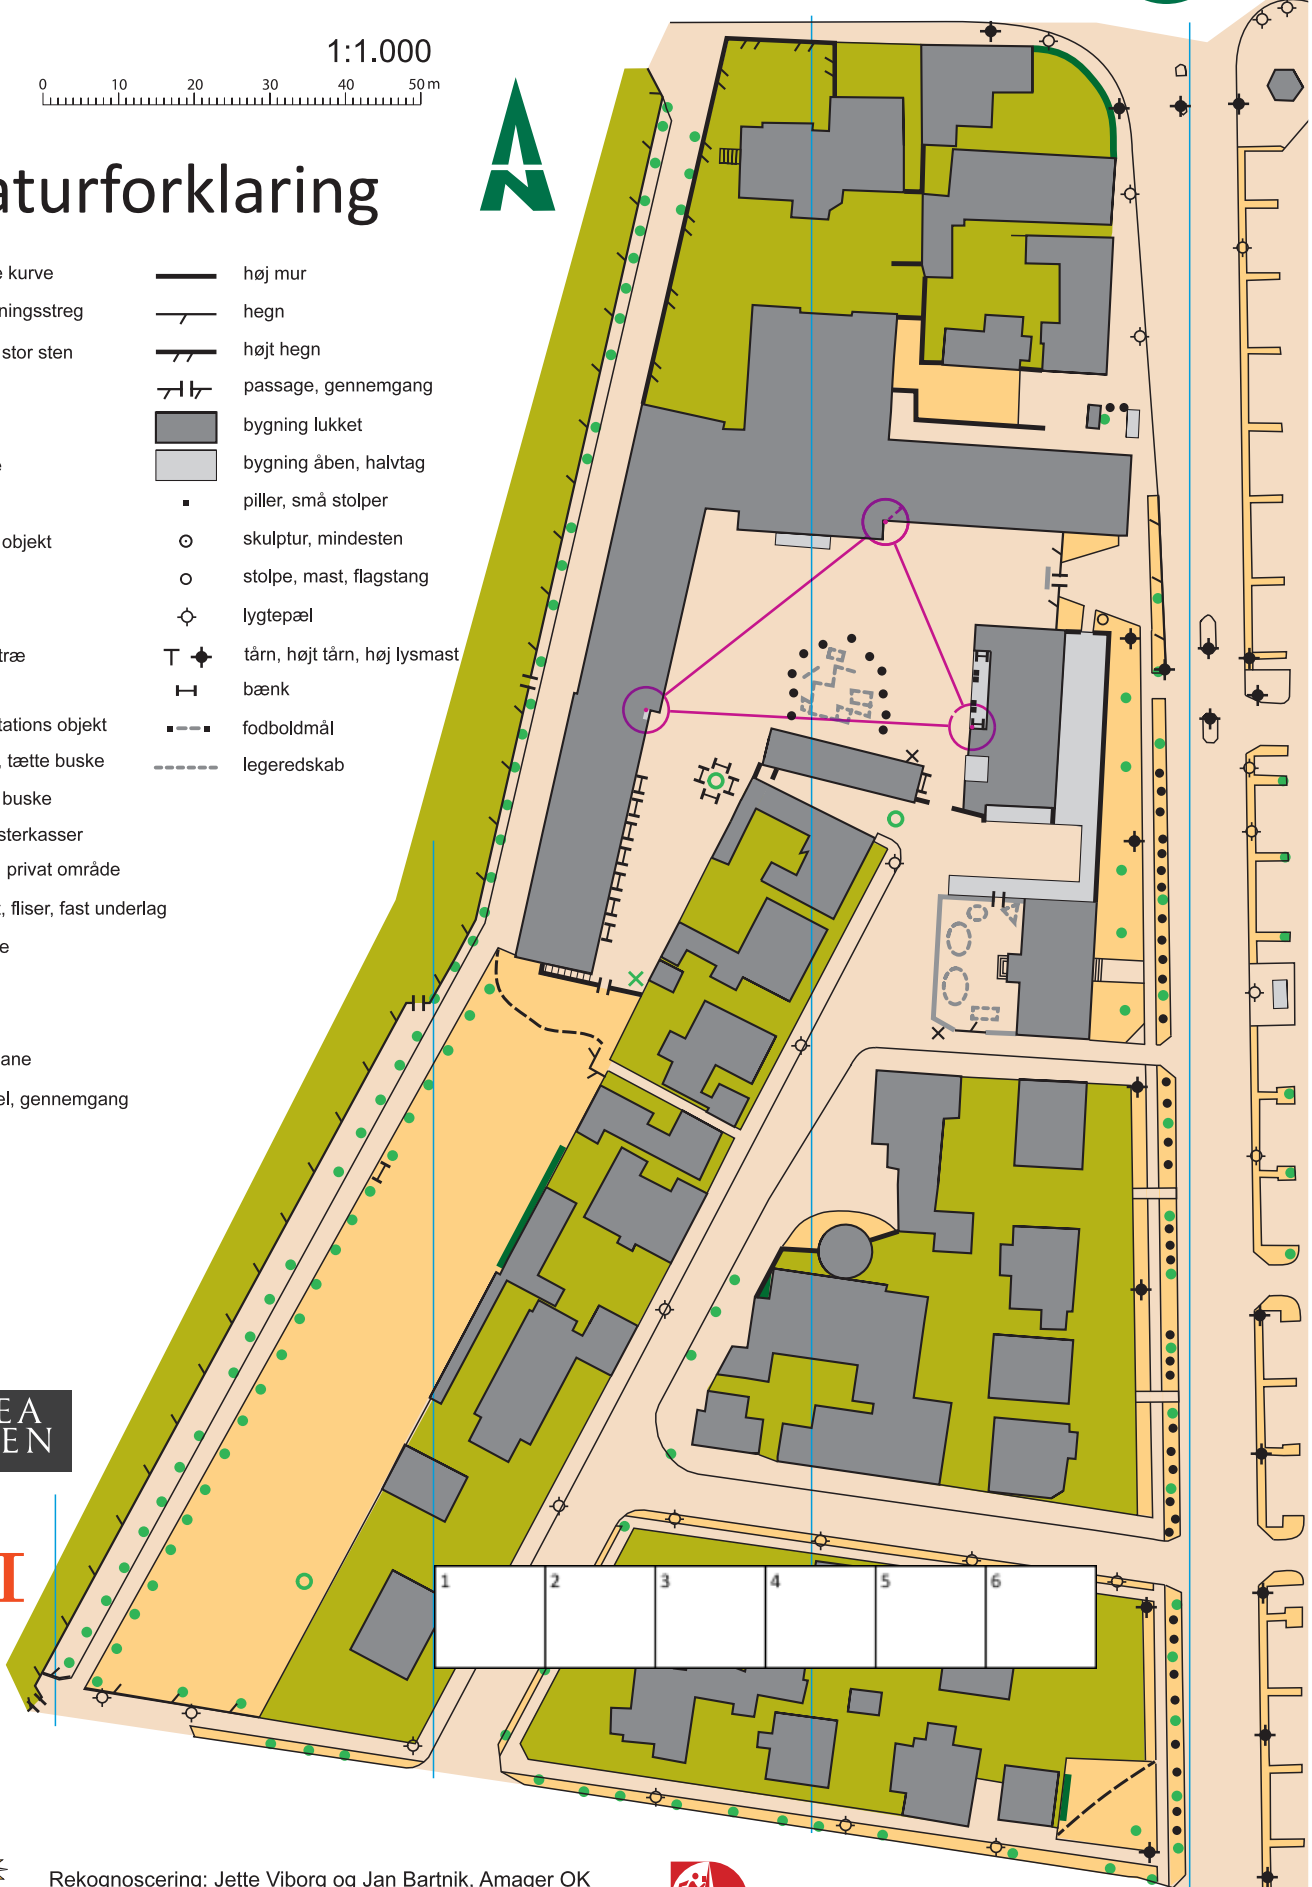 1:1.000
0 10 20 30 40 50 m
aturforklaring
e kurve
ningsstreg
stor sten
e
objekt
træ
tations objekt
, tætte buske
buske
sterkasser
privat område
t, fliser, fast underlag
e
ane
el, gennemgang
høj mur
hegn
højt hegn
passage, gennemgang
bygning lukket
bygning åben, halvtag
piller, små stolper
skulptur, mindesten
stolpe, mast, flagstang
lygtepæl
tårn, højt tårn, høj lysmast
bænk
fodboldmål
legeredskab
EA
EN
I
1 2 3 4 5 6
Rekognoscering: Jette Viborg og Jan Bartnik, Amager OK